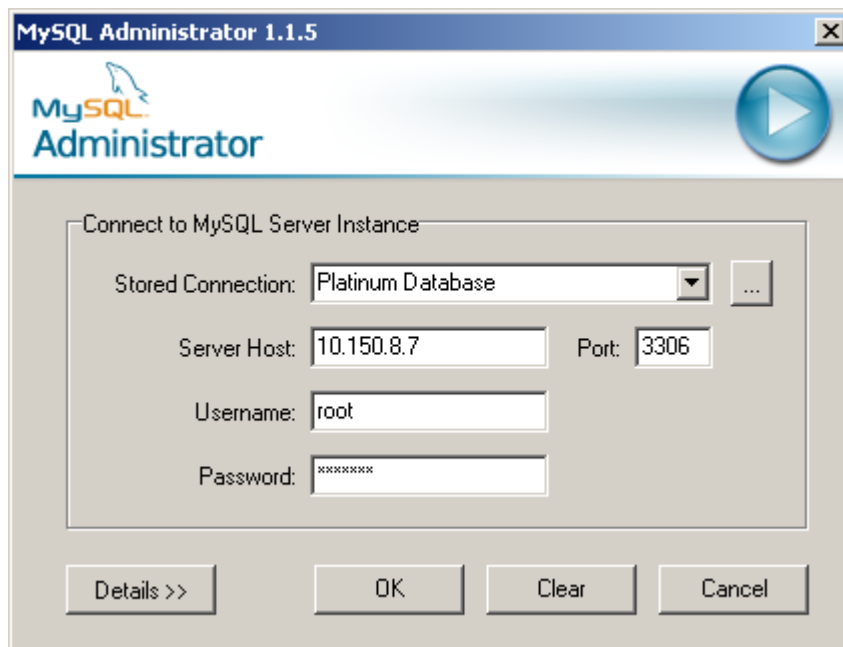 MySQL Administrator 1.1.5
MySQL
Administrator
Connect to MySQL Server Instance
Stored Connection: Platinum Database ...
Server Host: 10.150.8.7 Port: 3306
Username: root
Password: *******
Details >> OK Clear Cancel